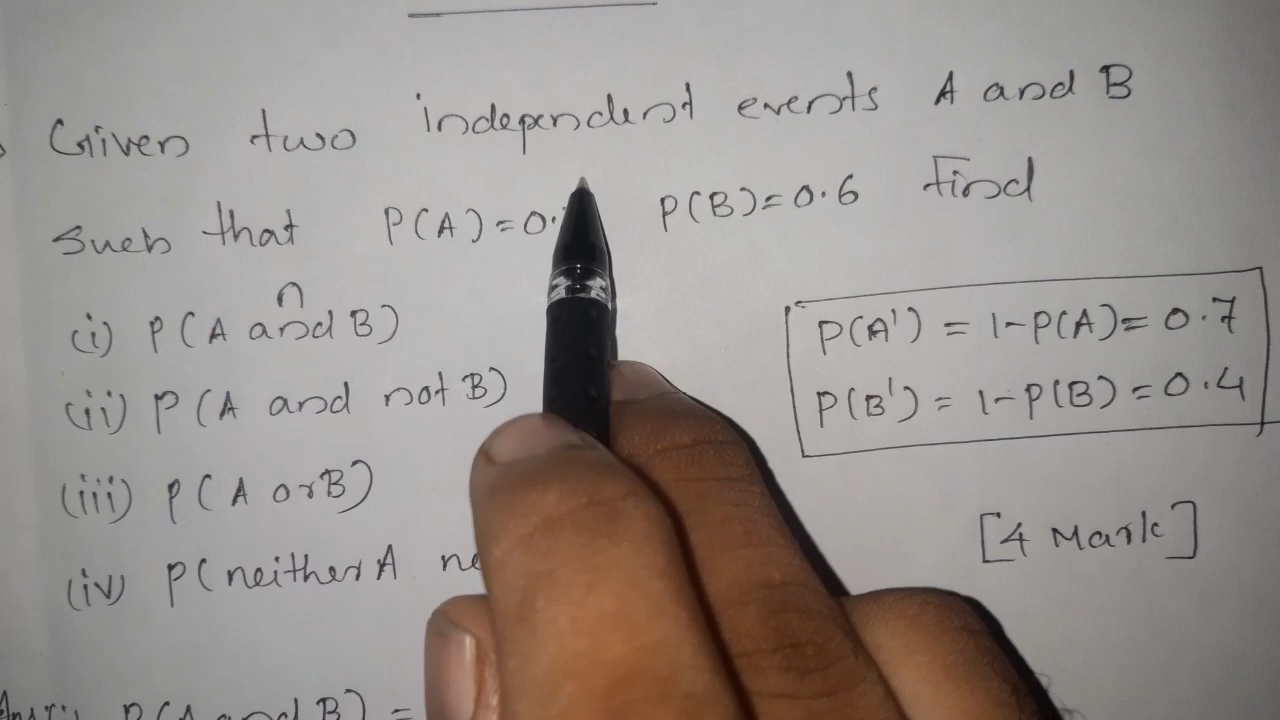 Given two independent events A and B
such that P(A)=0. P(B)=0.6 Find
(i) P(A and B)
∩
(ii) P(A and not B)
(iii) P(A or B)
(iv) P(neither A
P(A') = 1-P(A)= 0.7
P(B') = 1-P(B) = 0.4
[4 Mark]
P(A and B) =